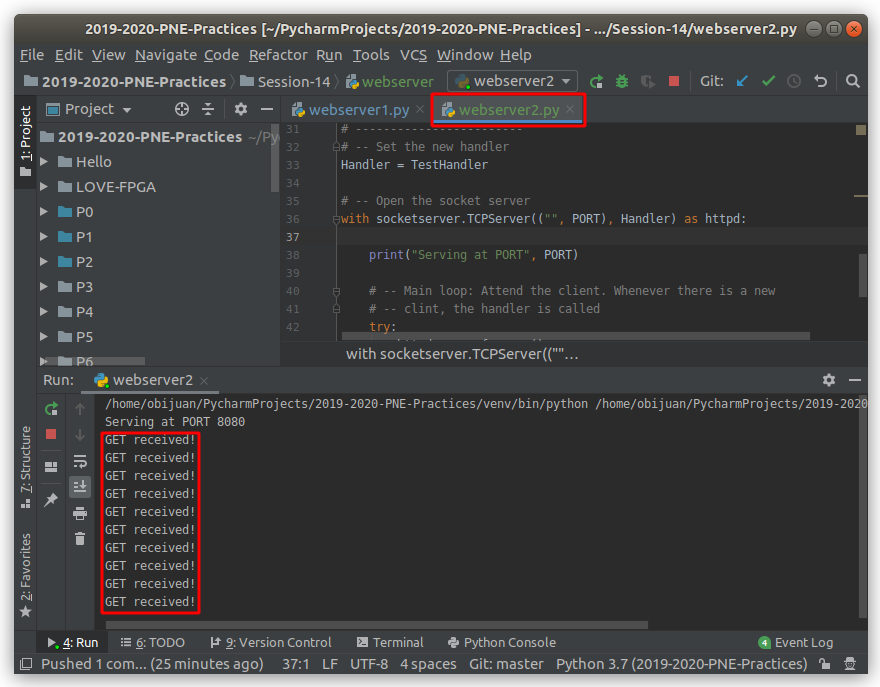 2019-2020-PNE-Practices [~/PycharmProjects/2019-2020-PNE-Practices] - .../Session-14/webserver2.py
File Edit View Navigate Code Refactor Run Tools VCS Window Help
2019-2020-PNE-Practices Session-14 webserver webserver2 Git:
1: Project
Project
webserver1.py webserver2.py
2019-2020-PNE-Practices ~/Py
Hello
LOVE-FPGA
P0
P1
P2
P3
P4
P5
P6
31 # ------------------------
32 # -- Set the new handler
33 Handler = TestHandler
34
35 # -- Open the socket server
36 with socketserver.TCPServer(("", PORT), Handler) as httpd:
37
38 print("Serving at PORT", PORT)
39
40 # -- Main loop: Attend the client. Whenever there is a new
41 # -- clint, the handler is called
42 try:
with socketserver.TCPServer((""...
Run: webserver2
/home/obijuan/PycharmProjects/2019-2020-PNE-Practices/venv/bin/python /home/obijuan/PycharmProjects/2019-2020
Serving at PORT 8080
GET received!
GET received!
GET received!
GET received!
GET received!
GET received!
GET received!
GET received!
GET received!
GET received!
7: Structure
2: Favorites
4: Run 6: TODO 9: Version Control Terminal Python Console 4 Event Log
Pushed 1 com... (25 minutes ago) 37:1 LF UTF-8 4 spaces Git: master Python 3.7 (2019-2020-PNE-Practices)